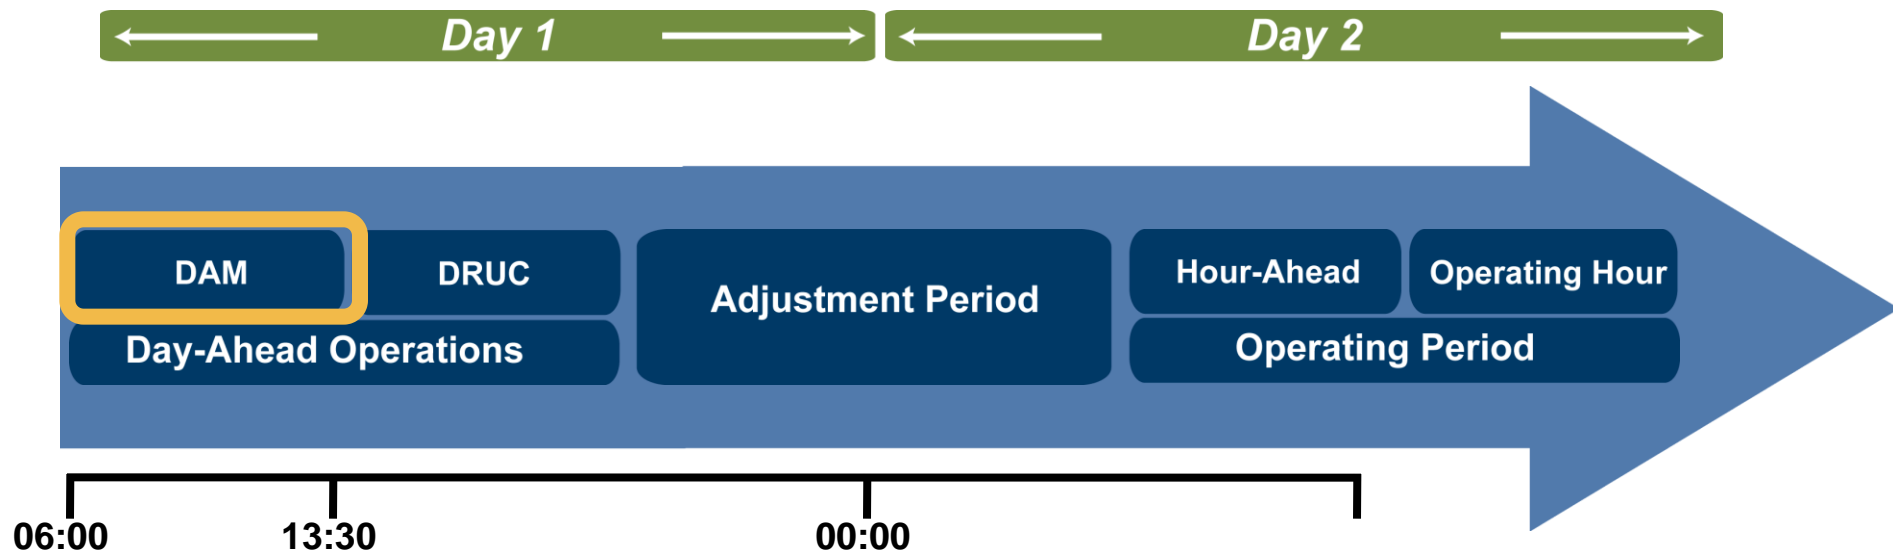 Day 1
Day 2
DAM
DRUC
Day-Ahead Operations
Adjustment Period
Hour-Ahead
Operating Hour
Operating Period
06:00
13:30
00:00